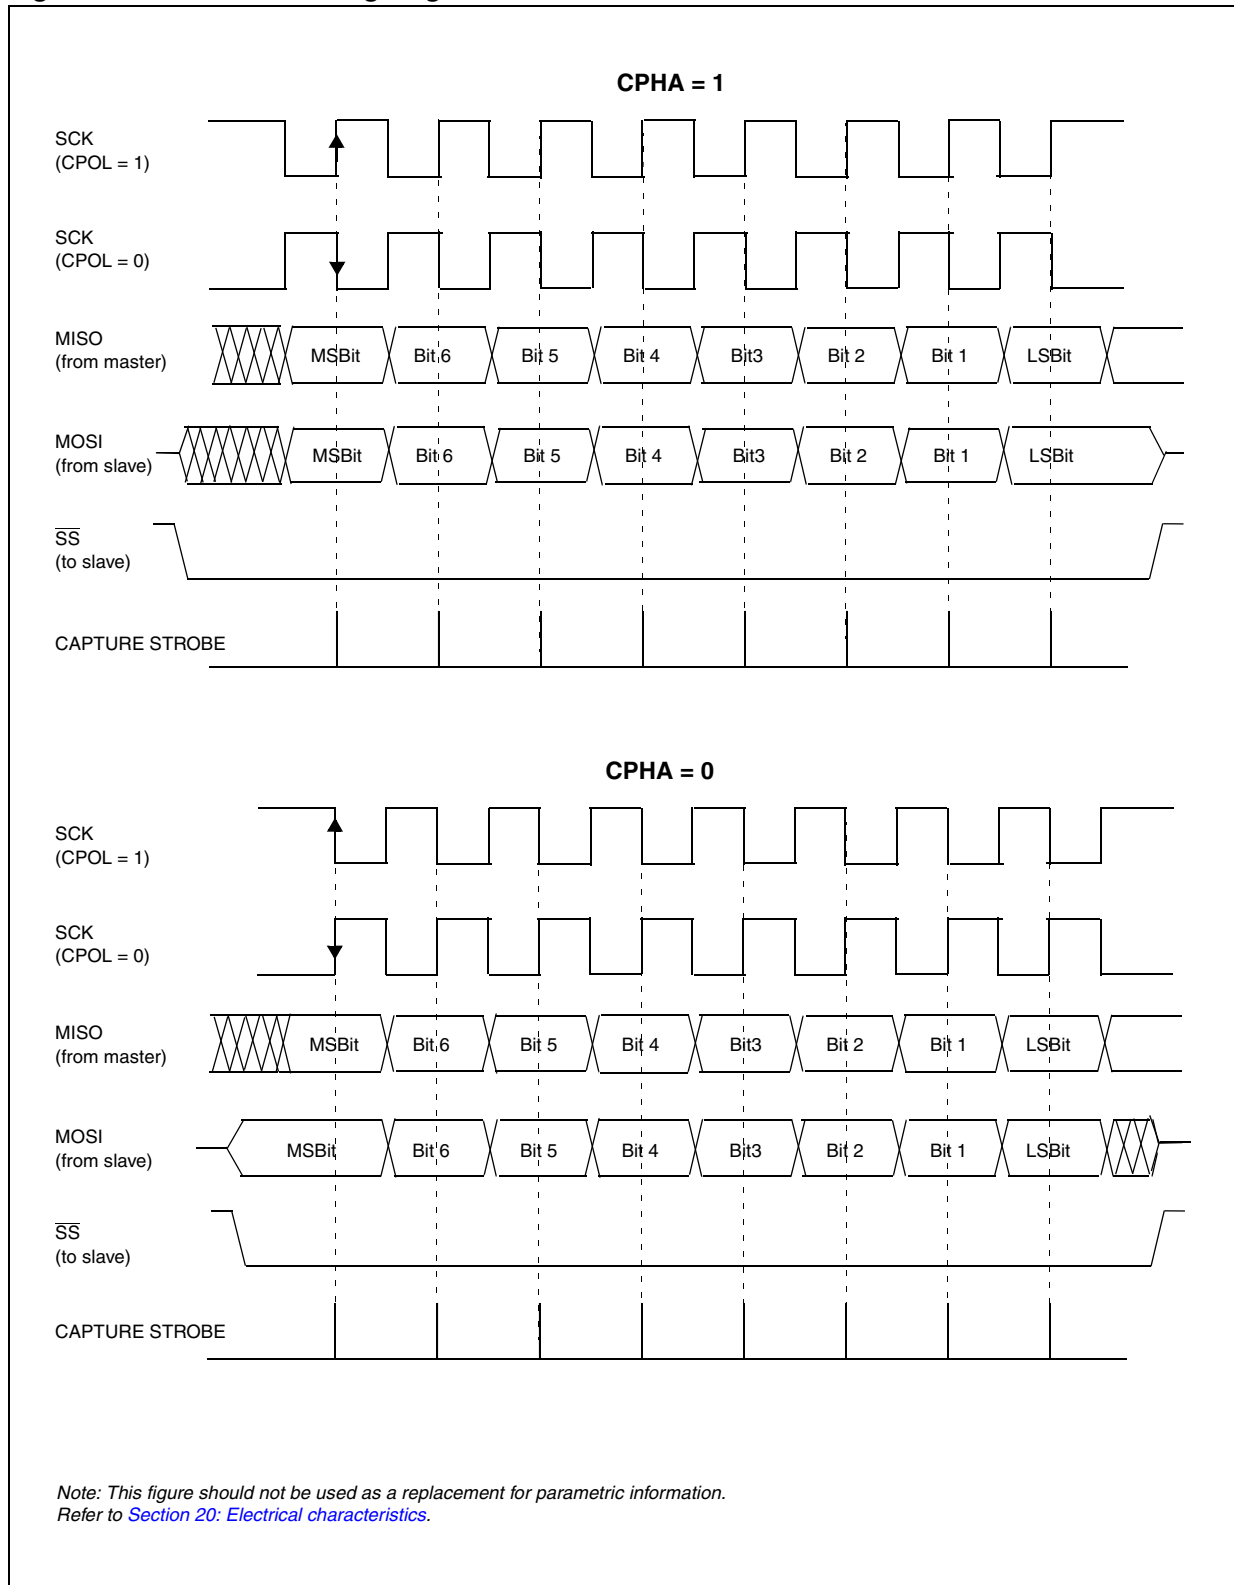 CPHA = 1
SCK
(CPOL = 1)
SCK
(CPOL = 0)
MISO
(from master)
MSBit Bit 6 Bit 5 Bit 4 Bit3 Bit 2 Bit 1 LSBit
MOSI
(from slave)
MSBit Bit 6 Bit 5 Bit 4 Bit3 Bit 2 Bit 1 LSBit
SS
(to slave)
CAPTURE STROBE
CPHA = 0
SCK
(CPOL = 1)
SCK
(CPOL = 0)
MISO
(from master)
MSBit Bit 6 Bit 5 Bit 4 Bit3 Bit 2 Bit 1 LSBit
MOSI
(from slave)
MSBit Bit 6 Bit 5 Bit 4 Bit3 Bit 2 Bit 1 LSBit
SS
(to slave)
CAPTURE STROBE
Note: This figure should not be used as a replacement for parametric information.
Refer to Section 20: Electrical characteristics.